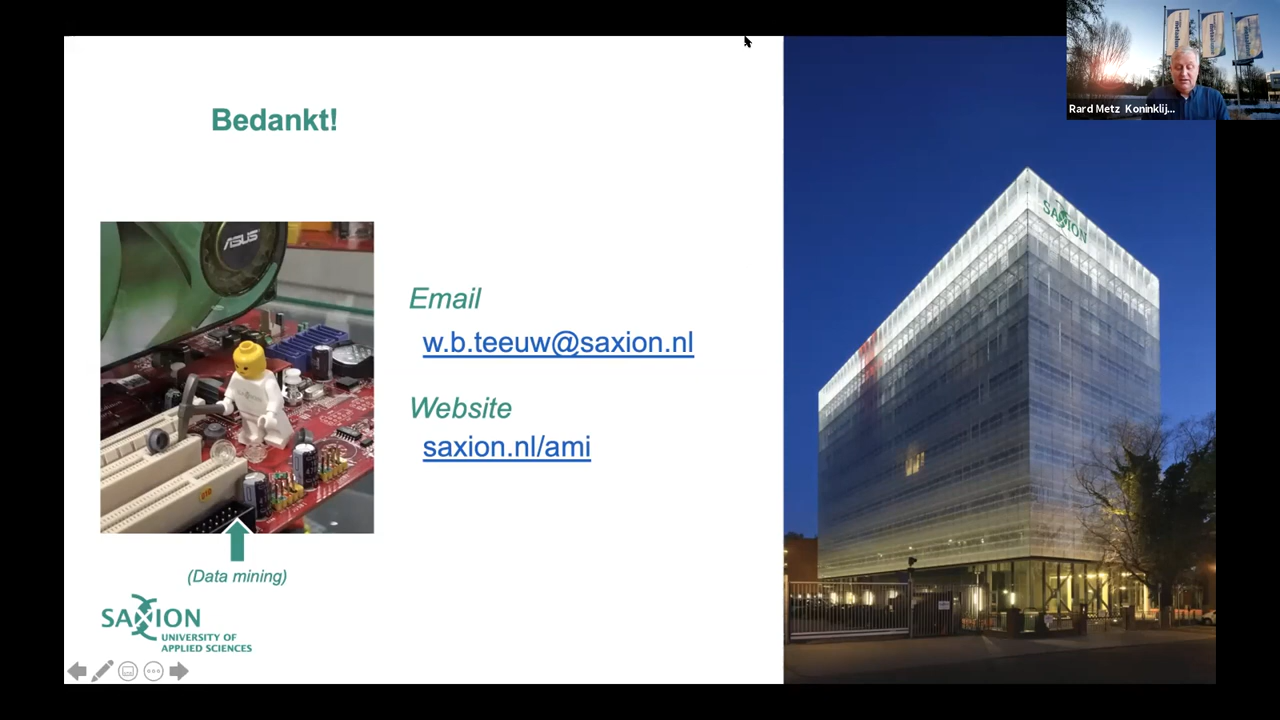 Bedankt!
ASUS
Email
w.b.teeuw@saxion.nl
Website
saxion.nl/ami
(Data mining)
SAXION
UNIVERSITY OF
APPLIED SCIENCES
SAXION
Rard Metz Koninklij...